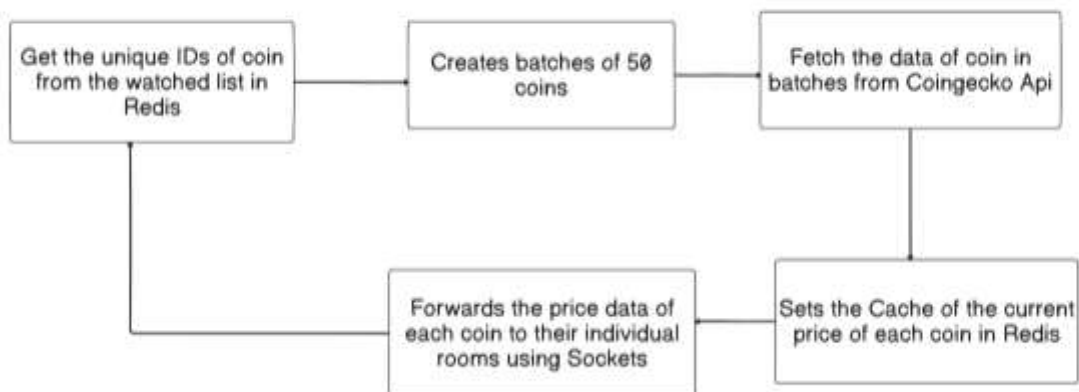 Get the unique IDs of coin
from the watched list in
Redis
Creates batches of 50
coins
Fetch the data of coin in
batches from Coingecko Api
Sets the Cache of the current
price of each coin in Redis
Forwards the price data of
each coin to their individual
rooms using Sockets